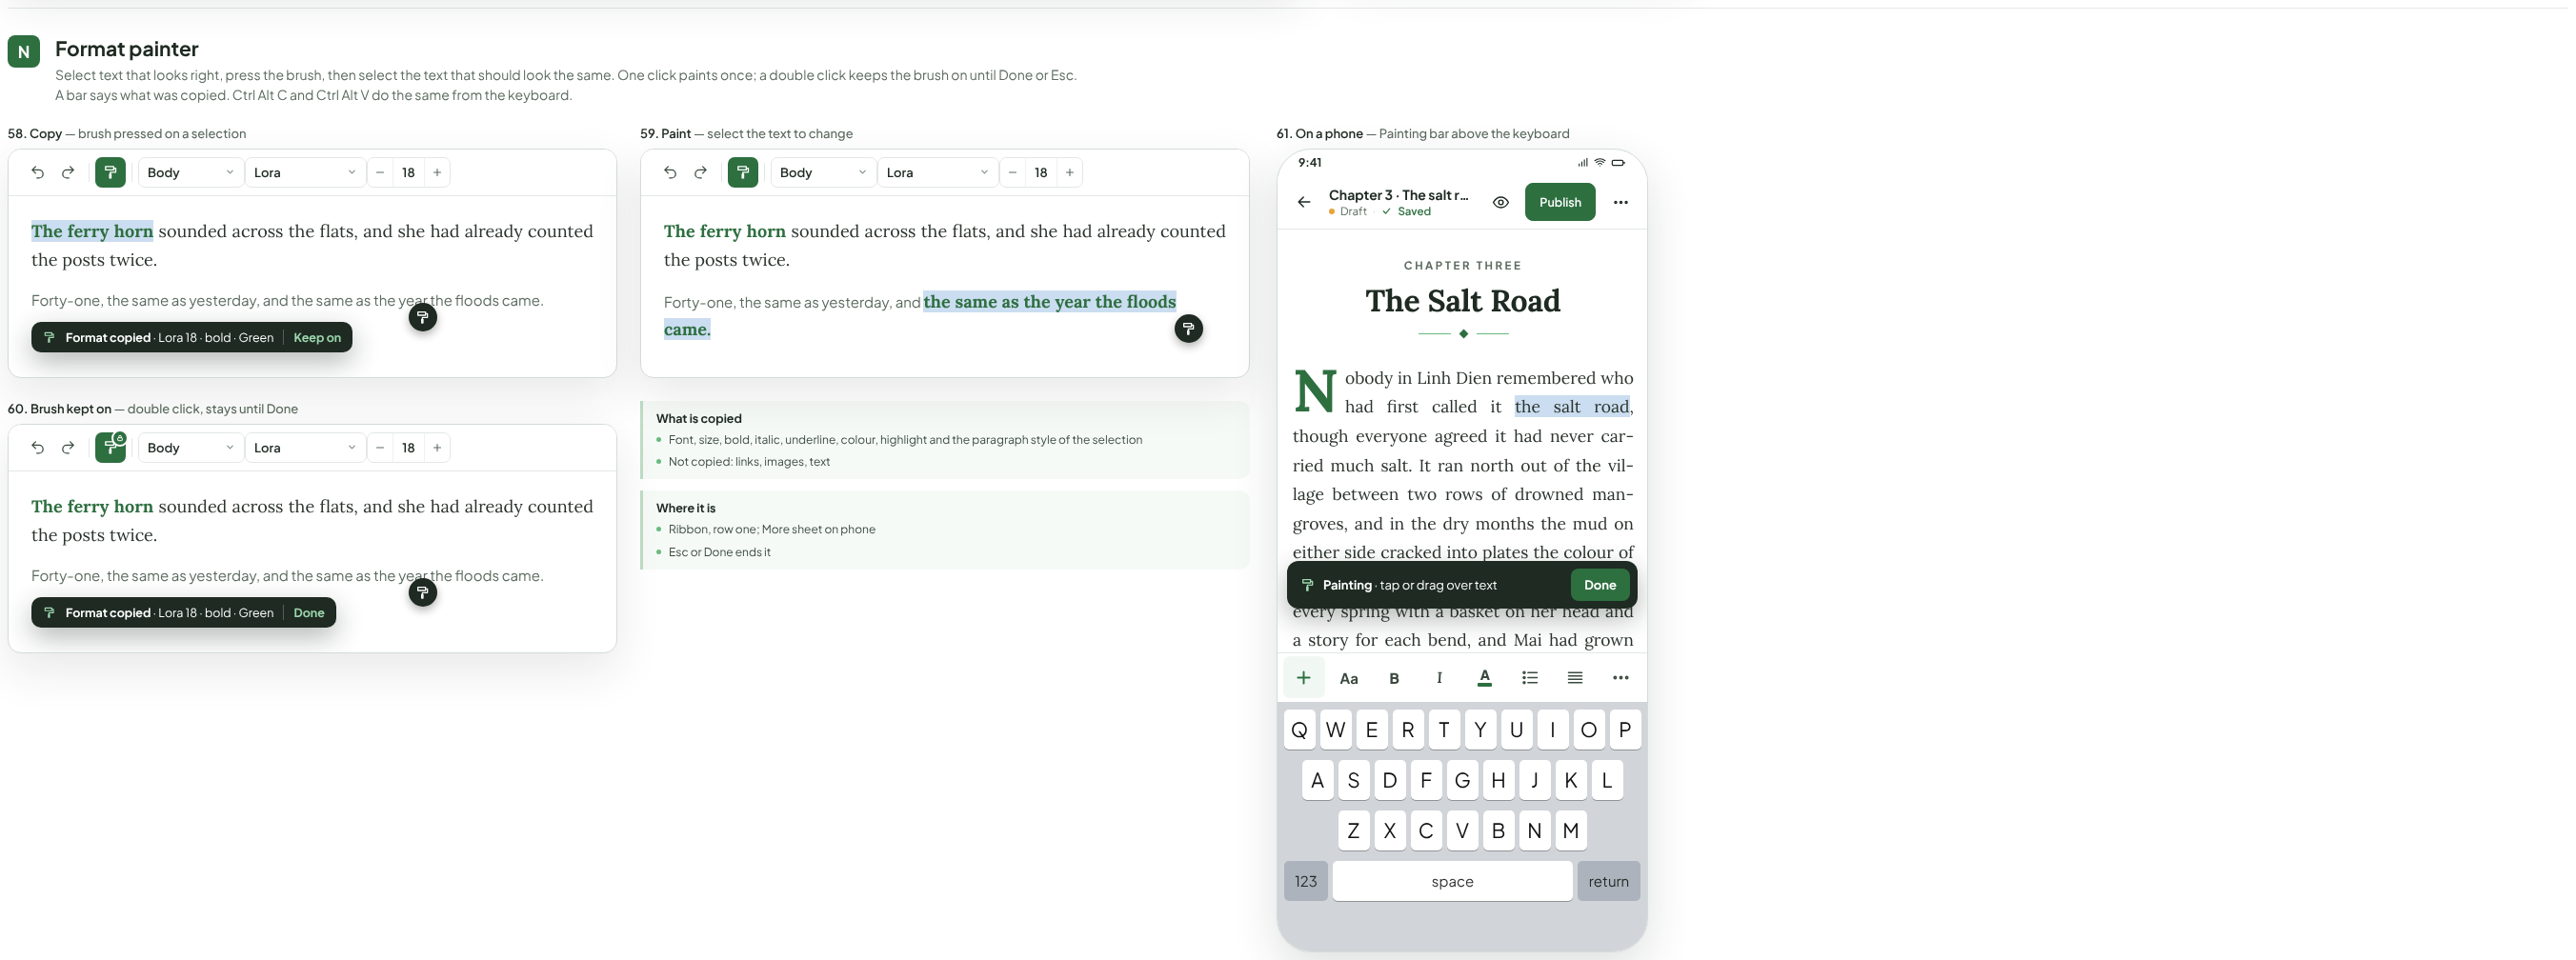 N
Format painter
Select text that looks right, press the brush, then select the text that should look the same. One click paints once; a double click keeps the brush on until Done or Esc.
A bar says what was copied. Ctrl Alt C and Ctrl Alt V do the same from the keyboard.
58. Copy — brush pressed on a selection
Body
Lora
− 18 +
The ferry horn sounded across the flats, and she had already counted
the posts twice.
Forty-one, the same as yesterday, and the same as the year the floods came.
Format copied · Lora 18 · bold · Green
Keep on
59. Paint — select the text to change
Body
Lora
− 18 +
The ferry horn sounded across the flats, and she had already counted
the posts twice.
Forty-one, the same as yesterday, and the same as the year the floods
came.
60. Brush kept on — double click, stays until Done
Body
Lora
− 18 +
The ferry horn sounded across the flats, and she had already counted
the posts twice.
Forty-one, the same as yesterday, and the same as the year the floods came.
Format copied · Lora 18 · bold · Green
Done
What is copied
Font, size, bold, italic, underline, colour, highlight and the paragraph style of the selection
Not copied: links, images, text
Where it is
Ribbon, row one; More sheet on phone
Esc or Done ends it
61. On a phone — Painting bar above the keyboard
9:41
Chapter 3 · The salt r...
Draft · ✓ Saved
Publish
CHAPTER THREE
The Salt Road
Nobody in Linh Dien remembered who
had first called it the salt road,
though everyone agreed it had never car-
ried much salt. It ran north out of the vil-
lage between two rows of drowned man-
groves, and in the dry months the mud on
either side cracked into plates the colour of
Painting · tap or drag over text
Done
every spring with a basket on her head and
a story for each bend, and Mai had grown
+ Aa B I A
Q W E R T Y U I O P
A S D F G H J K L
Z X C V B N M
123 space return